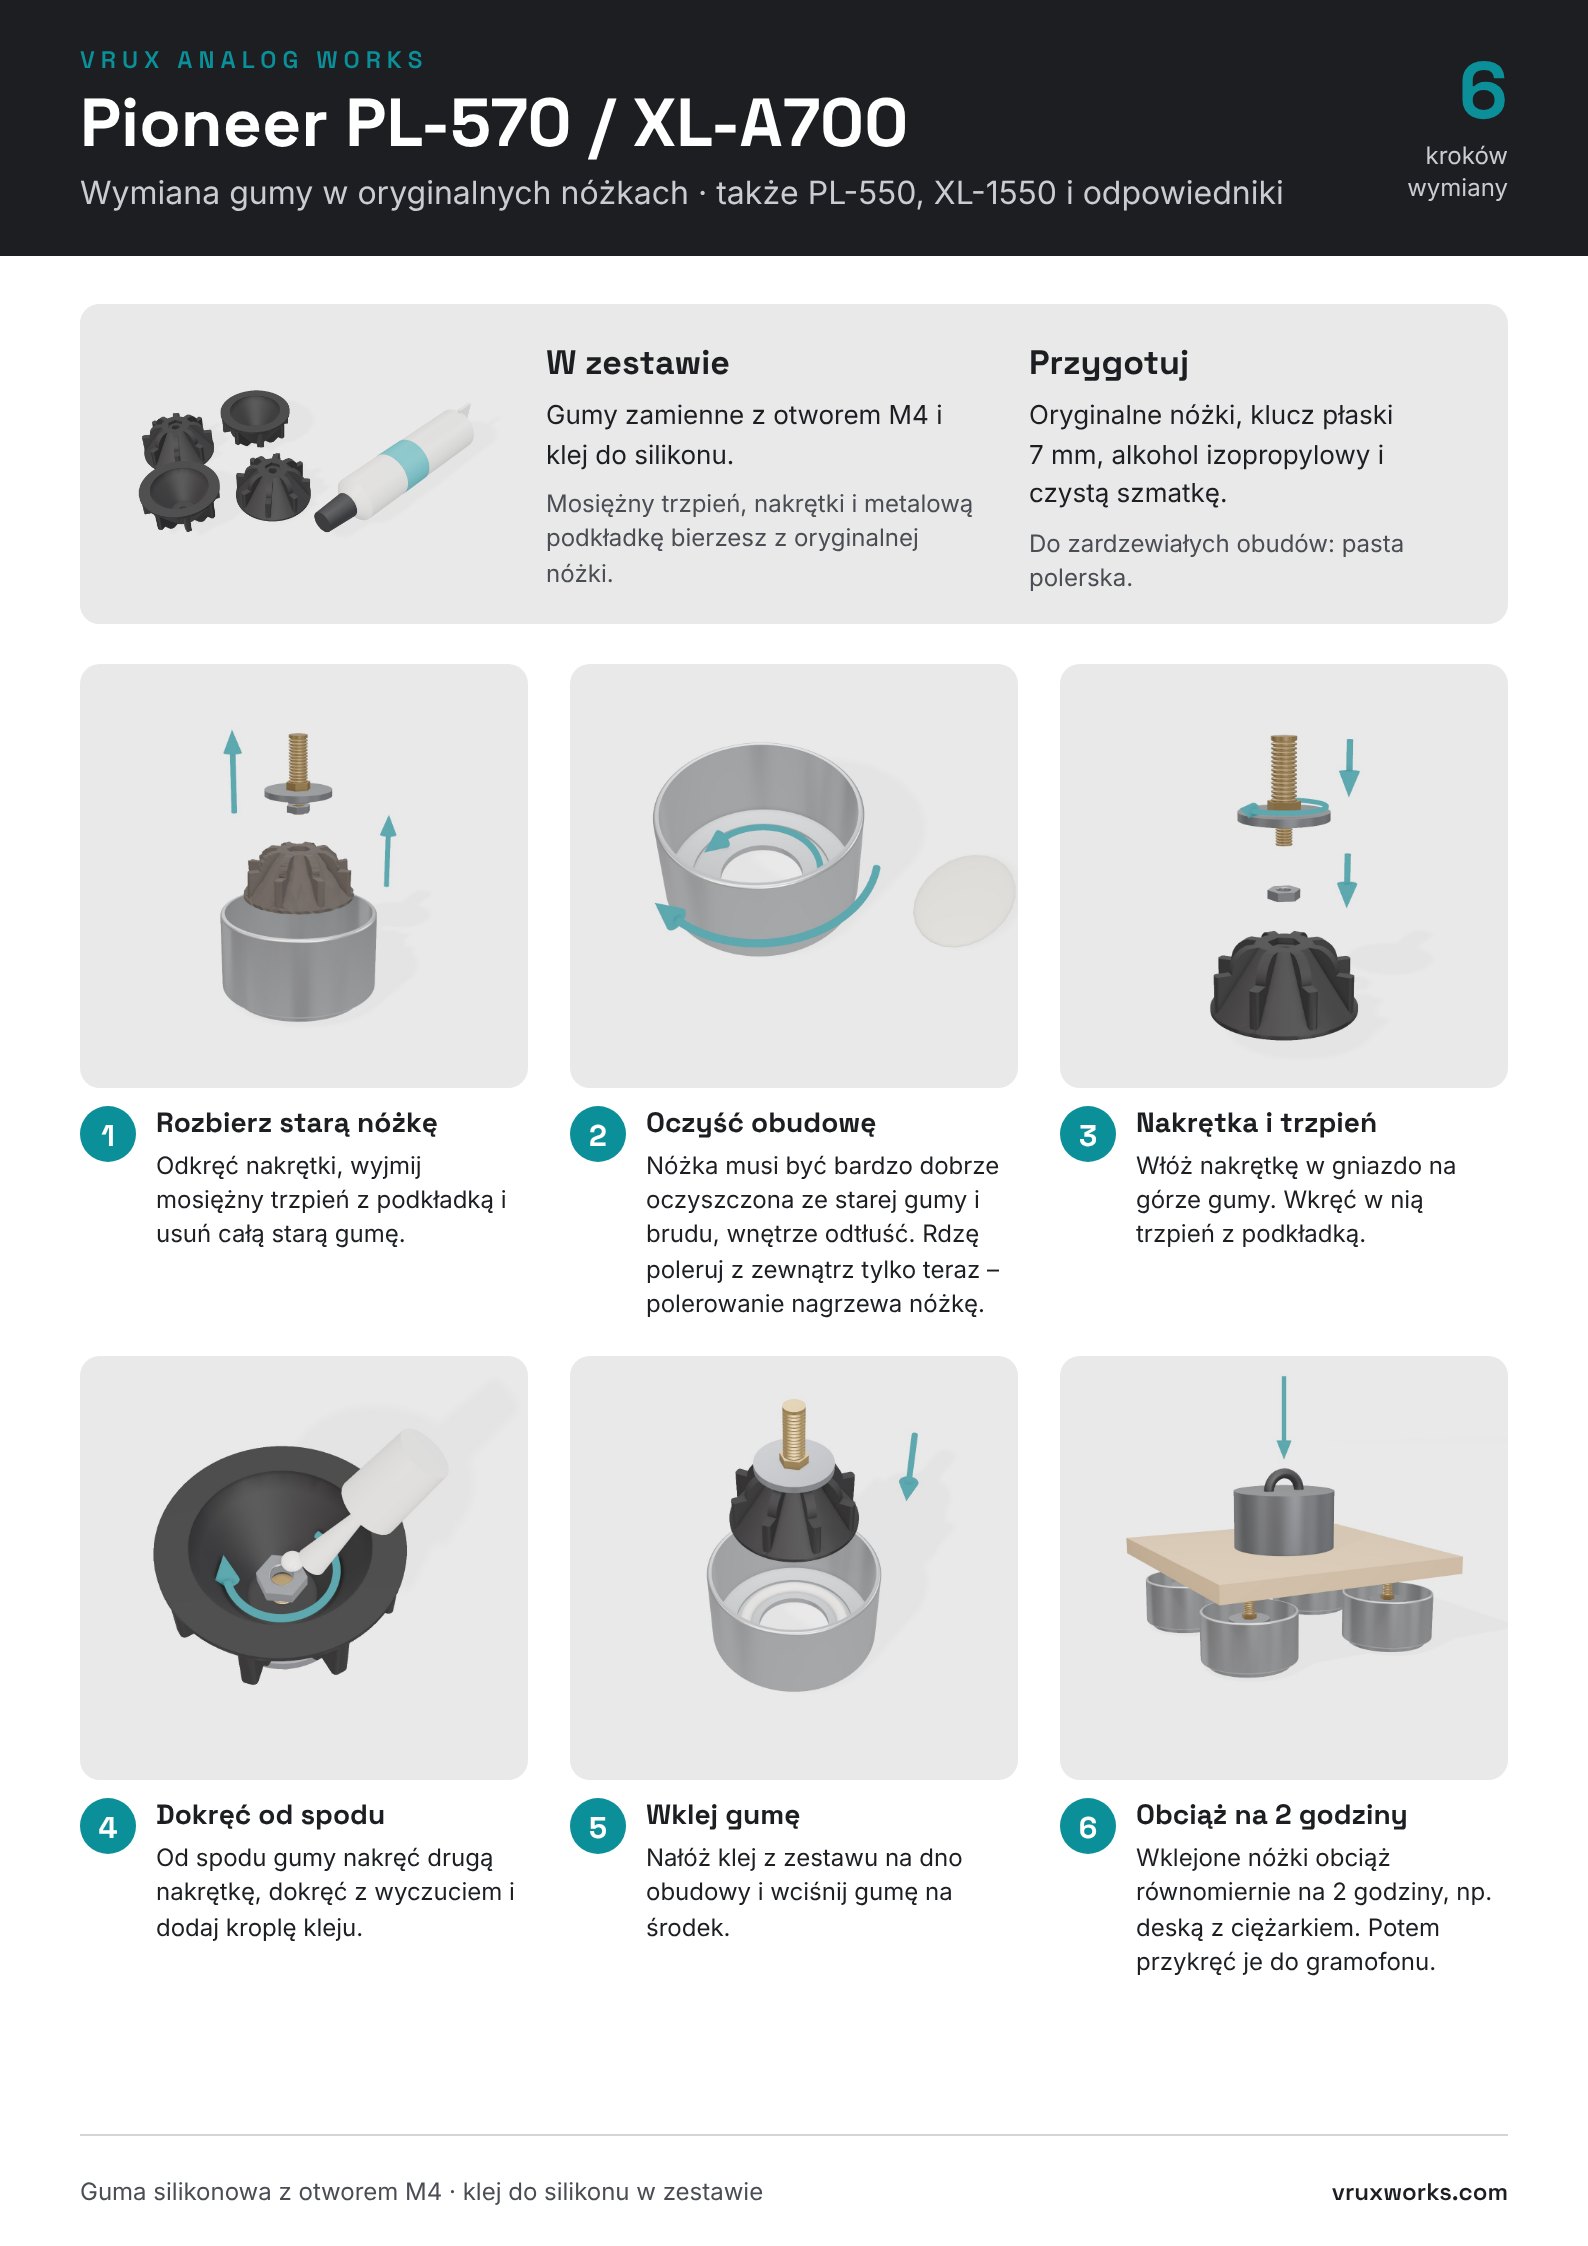 VRUX ANALOG WORKS
Pioneer PL-570 / XL-A700
Wymiana gumy w oryginalnych nóżkach · także PL-550, XL-1550 i odpowiedniki
6
kroków
wymiany
W zestawie
Gumy zamienne z otworem M4 i
klej do silikonu.
Mosiężny trzpień, nakrętki i metalową
podkładkę bierzesz z oryginalnej
nóżki.
Przygotuj
Oryginalne nóżki, klucz płaski
7 mm, alkohol izopropylowy i
czystą szmatkę.
Do zardzewiałych obudów: pasta
polerska.
1
Rozbierz starą nóżkę
Odkręć nakrętki, wyjmij
mosiężny trzpień z podkładką i
usuń całą starą gumę.
2
Oczyść obudowę
Nóżka musi być bardzo dobrze
oczyszczona ze starej gumy i
brudu, wnętrze odtłuść. Rdzę
poleruj z zewnątrz tylko teraz –
polerowanie nagrzewa nóżkę.
3
Nakrętka i trzpień
Włóż nakrętkę w gniazdo na
górze gumy. Wkręć w nią
trzpień z podkładką.
4
Dokręć od spodu
Od spodu gumy nakręć drugą
nakrętkę, dokręć z wyczuciem i
dodaj kroplę kleju.
5
Wklej gumę
Nałóż klej z zestawu na dno
obudowy i wciśnij gumę na
środek.
6
Obciąż na 2 godziny
Wklejone nóżki obciąż
równomiernie na 2 godziny, np.
deską z ciężarkiem. Potem
przykręć je do gramofonu.
Guma silikonowa z otworem M4 · klej do silikonu w zestawie
vruxworks.com